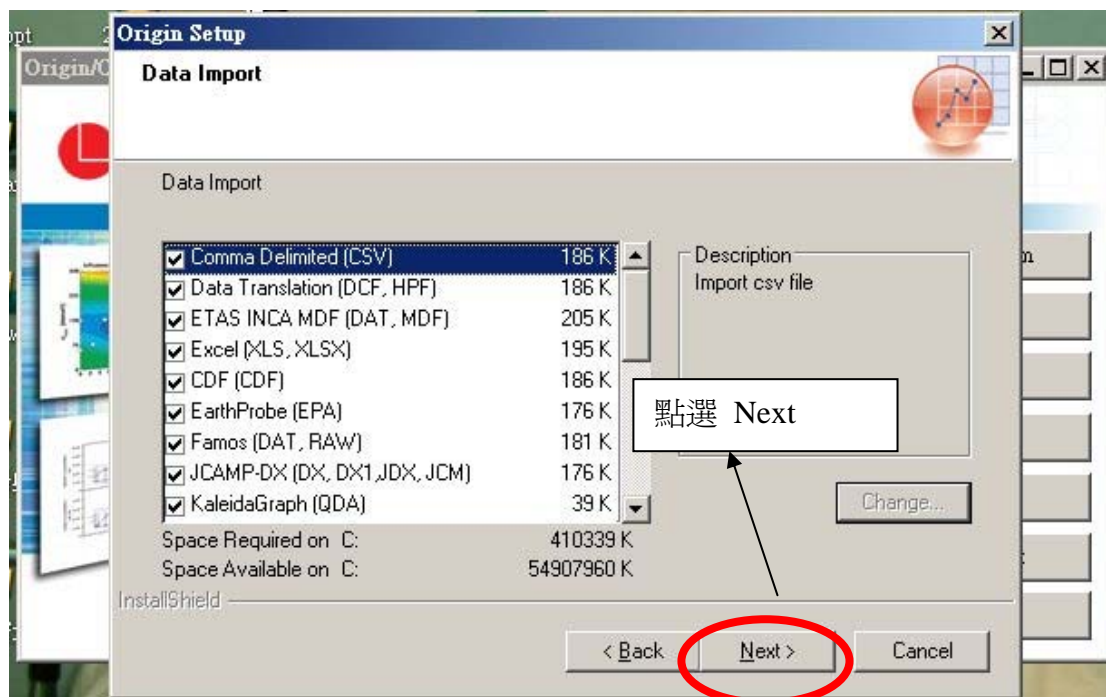 opt 2
Origin Setup
Origin/O
Data Import
Data Import
Comma Delimited (CSV) 186 K
Data Translation (DCF, HPF) 186 K
ETAS INCA MDF (DAT, MDF) 205 K
Excel (XLS, XLSX) 195 K
CDF (CDF) 186 K
EarthProbe (EPA) 176 K
Famos (DAT, RAW) 181 K
JCAMP-DX (DX, DX1,JDX, JCM) 176 K
KaleidaGraph (QDA) 39 K
Description
Import csv file
點選 Next
Change...
Space Required on C: 410339 K
Space Available on C: 54907960 K
InstallShield
< Back
Next >
Cancel